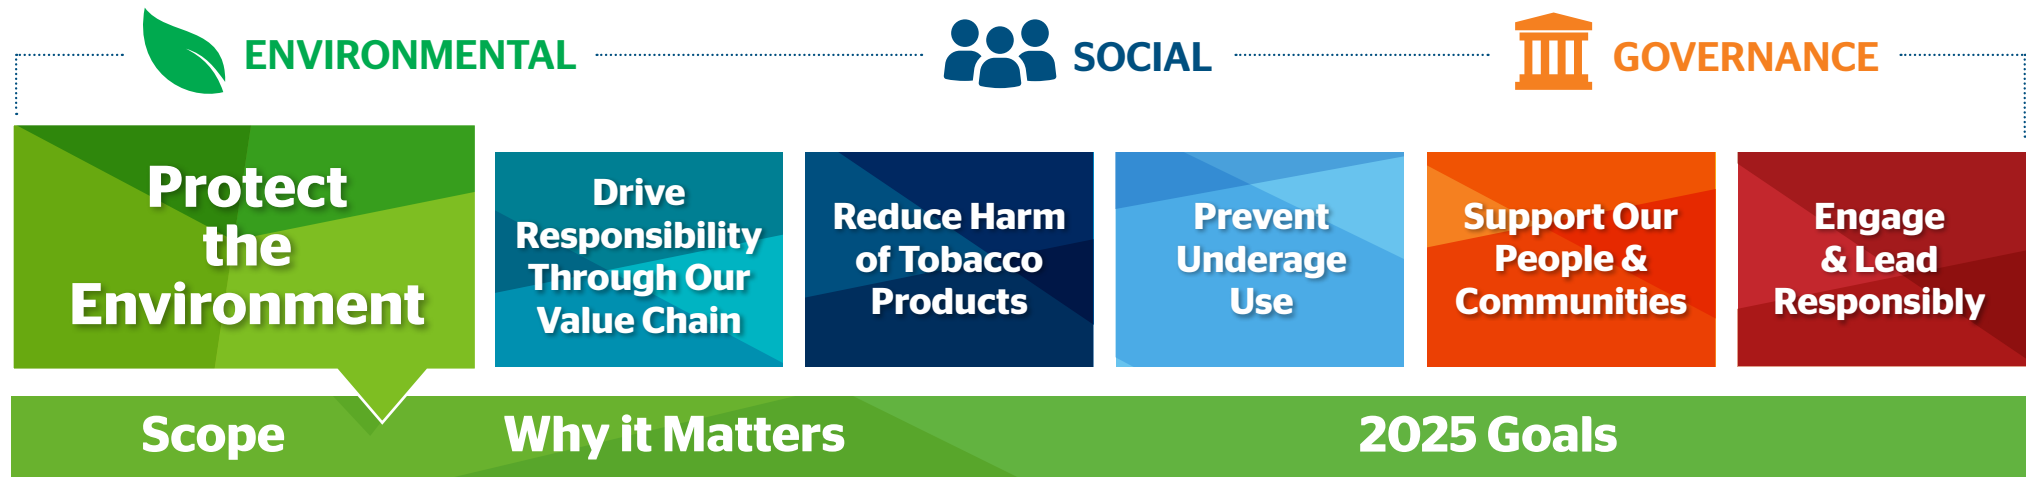 ENVIRONMENTAL
SOCIAL
GOVERNANCE
Protect
the
Environment
Drive
Responsibility
Through Our
Value Chain
Reduce Harm
of Tobacco
Products
Prevent
Underage
Use
Support Our
People &
Communities
Engage
& Lead
Responsibly
Scope
Why it Matters
2025 Goals